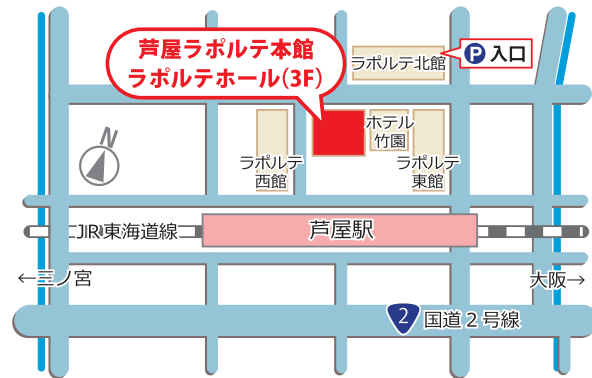 芦屋ラポルテ本館
ラポルテホール(3F)
ラポルテ北館
P 入口
N
ホテル
竹園
ラポルテ
西館
ラポルテ
東館
JR東海道線
芦屋駅
←三ノ宮
大阪→
2 国道2号線